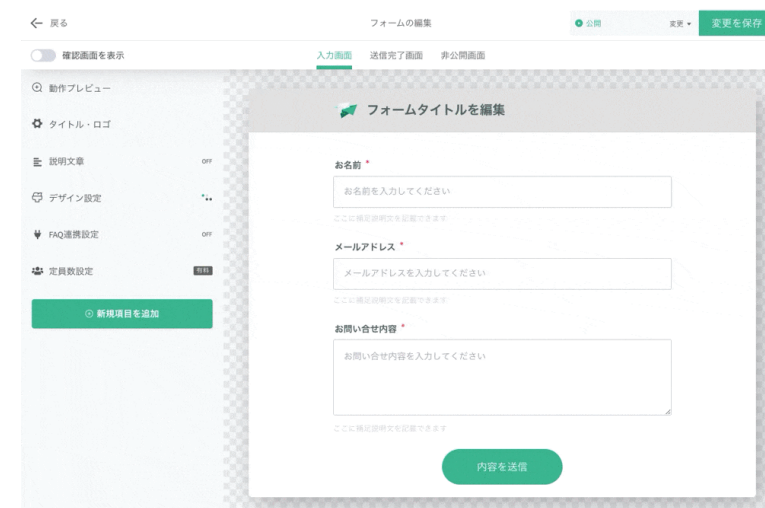 戻る
フォームの編集
公開
変更
変更を保存
確認画面を表示
入力画面
送信完了画面
非公開画面
動作プレビュー
タイトル・ロゴ
説明文章 OFF
デザイン設定
FAQ連携設定 OFF
定員数設定 有料
新規項目を追加
フォームタイトルを編集
お名前 *
お名前を入力してください
ここに補足説明文を記載できます
メールアドレス *
メールアドレスを入力してください
ここに補足説明文を記載できます
お問い合せ内容 *
お問い合せ内容を入力してください
ここに補足説明文を記載できます
内容を送信